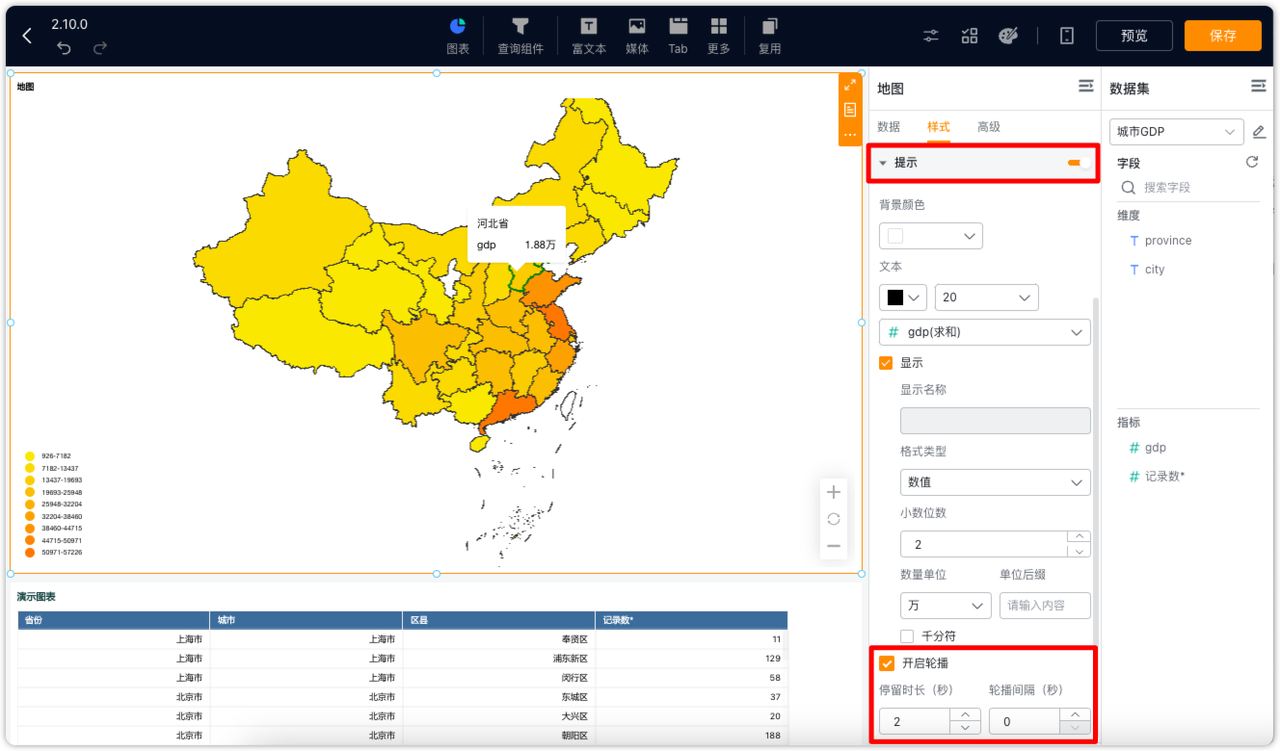 2.10.0
图表
查询组件
富文本
媒体
Tab
更多
复用
预览
保存
地图
河北省
gdp 1.88万
926-7182
7182-13437
13437-19693
19693-25948
25948-32204
32204-38460
38460-44715
44715-50971
50971-57226
演示图表
省份 城市 区县 记录数*
上海市 上海市 奉贤区 11
上海市 上海市 浦东新区 129
上海市 上海市 闵行区 58
北京市 北京市 东城区 37
北京市 北京市 大兴区 20
北京市 北京市 朝阳区 188
地图
数据 样式 高级
提示
背景颜色
文本
20
# gdp(求和)
显示
显示名称
格式类型
数值
小数位数
2
数量单位 单位后缀
万 请输入内容
千分符
开启轮播
停留时长（秒） 轮播间隔（秒）
2 0
数据集
城市GDP
字段
搜索字段
维度
T province
T city
指标
# gdp
# 记录数*